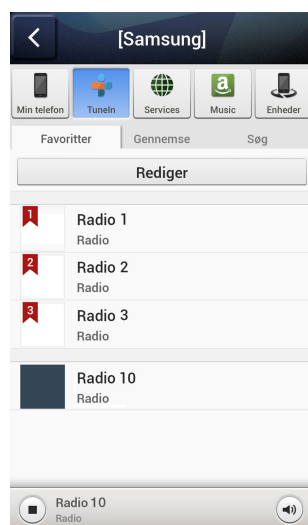 [Samsung]
Min telefon
TuneIn
Services
Music
Enheder
Favoritter
Gennemse
Søg
Rediger
1
Radio 1
Radio
2
Radio 2
Radio
3
Radio 3
Radio
Radio 10
Radio
Radio 10
Radio